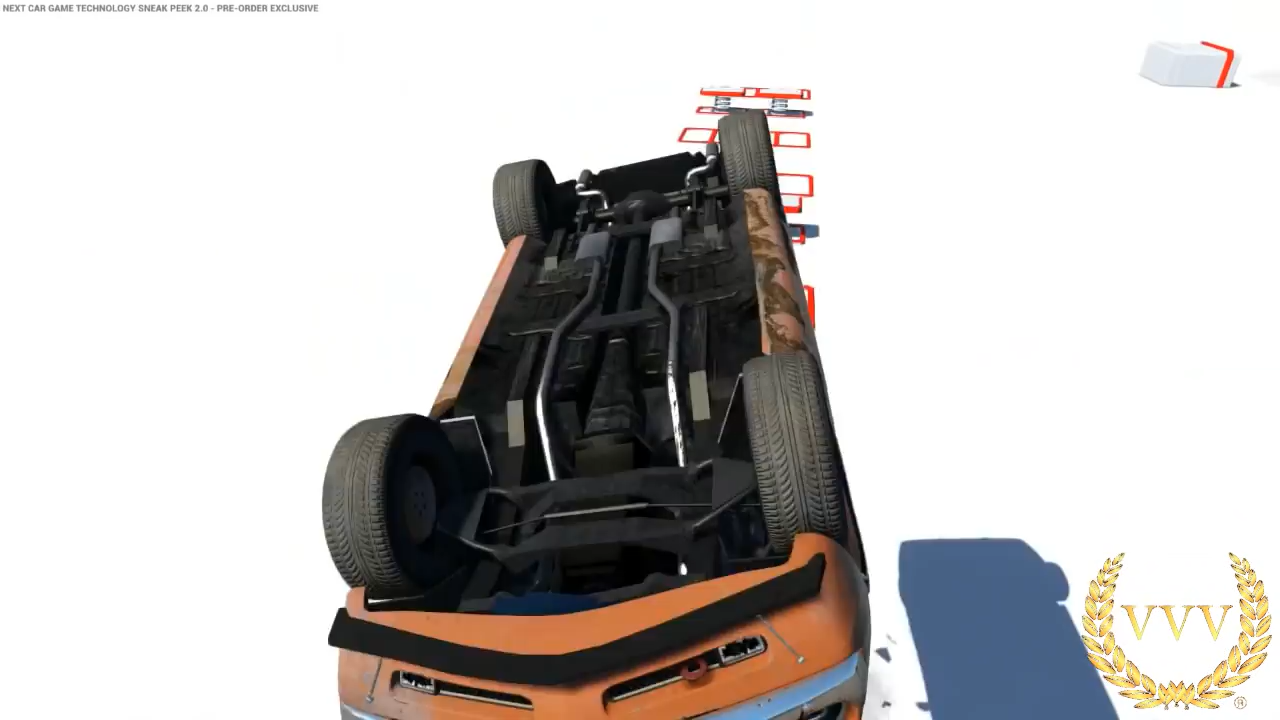 NEXT CAR GAME TECHNOLOGY SNEAK PEEK 2.0 - PRE-ORDER EXCLUSIVE
VVV
®